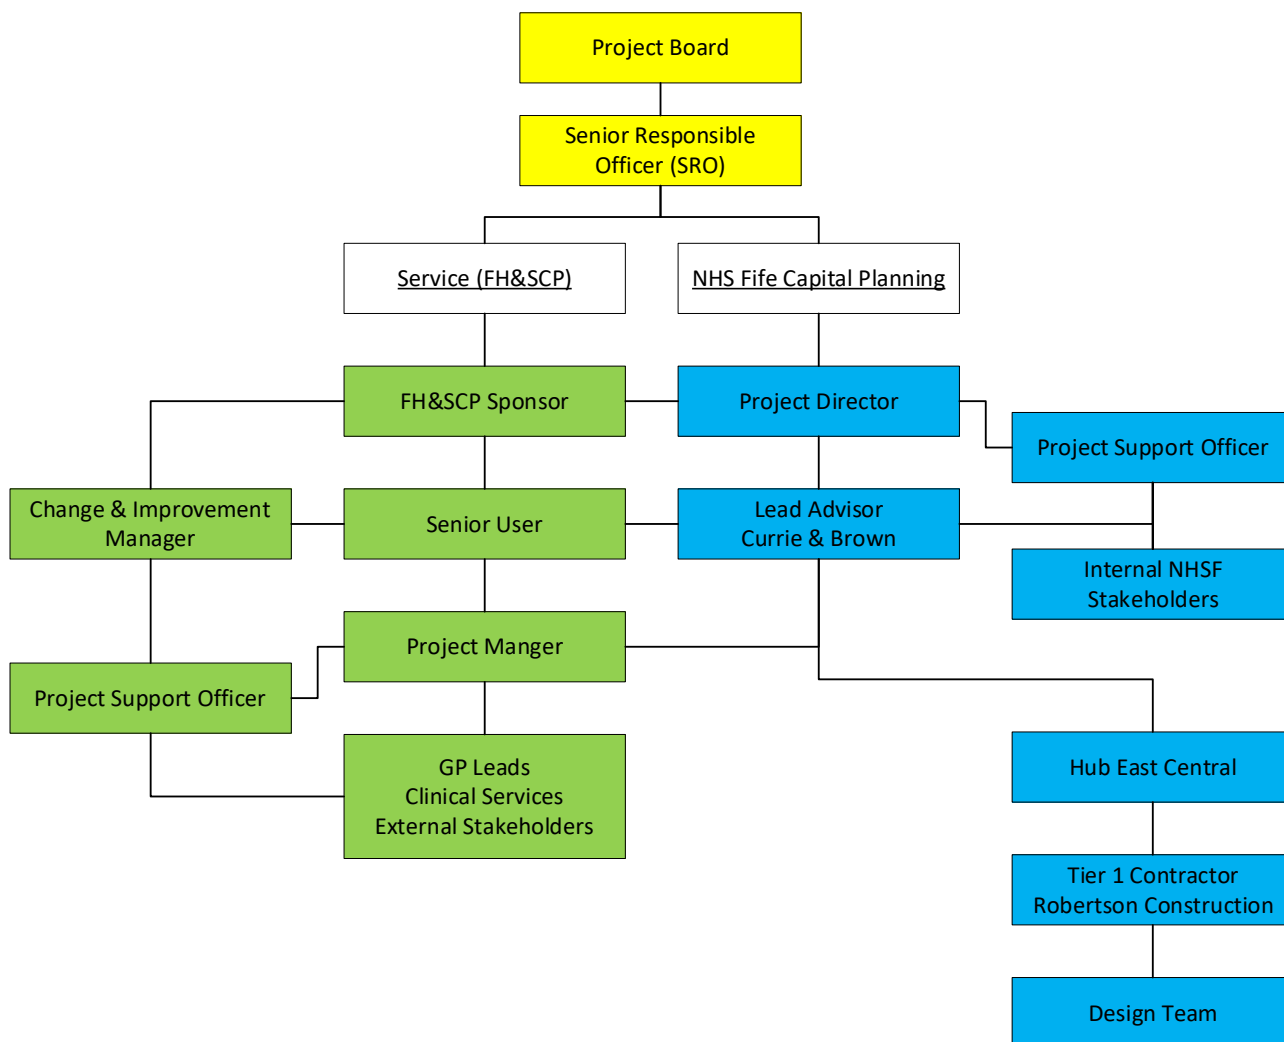 Project Board
Senior Responsible
Officer (SRO)
Service (FH&SCP)
NHS Fife Capital Planning
FH&SCP Sponsor
Project Director
Project Support Officer
Change & Improvement
Manager
Senior User
Lead Advisor
Currie & Brown
Internal NHSF
Stakeholders
Project Manger
Project Support Officer
GP Leads
Clinical Services
External Stakeholders
Hub East Central
Tier 1 Contractor
Robertson Construction
Design Team